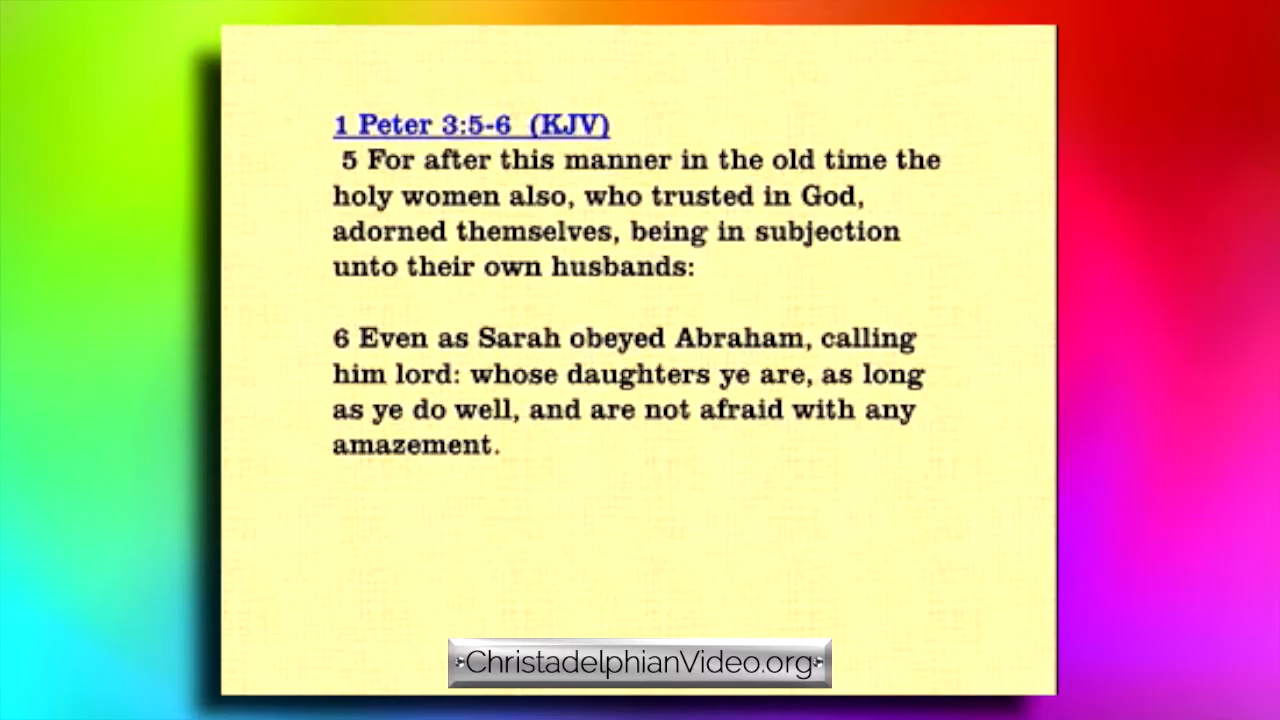 1 Peter 3:5-6  (KJV)
5 For after this manner in the old time the
holy women also, who trusted in God,
adorned themselves, being in subjection
unto their own husbands:
6 Even as Sarah obeyed Abraham, calling
him lord: whose daughters ye are, as long
as ye do well, and are not afraid with any
amazement.
ChristadelphianVideo.org